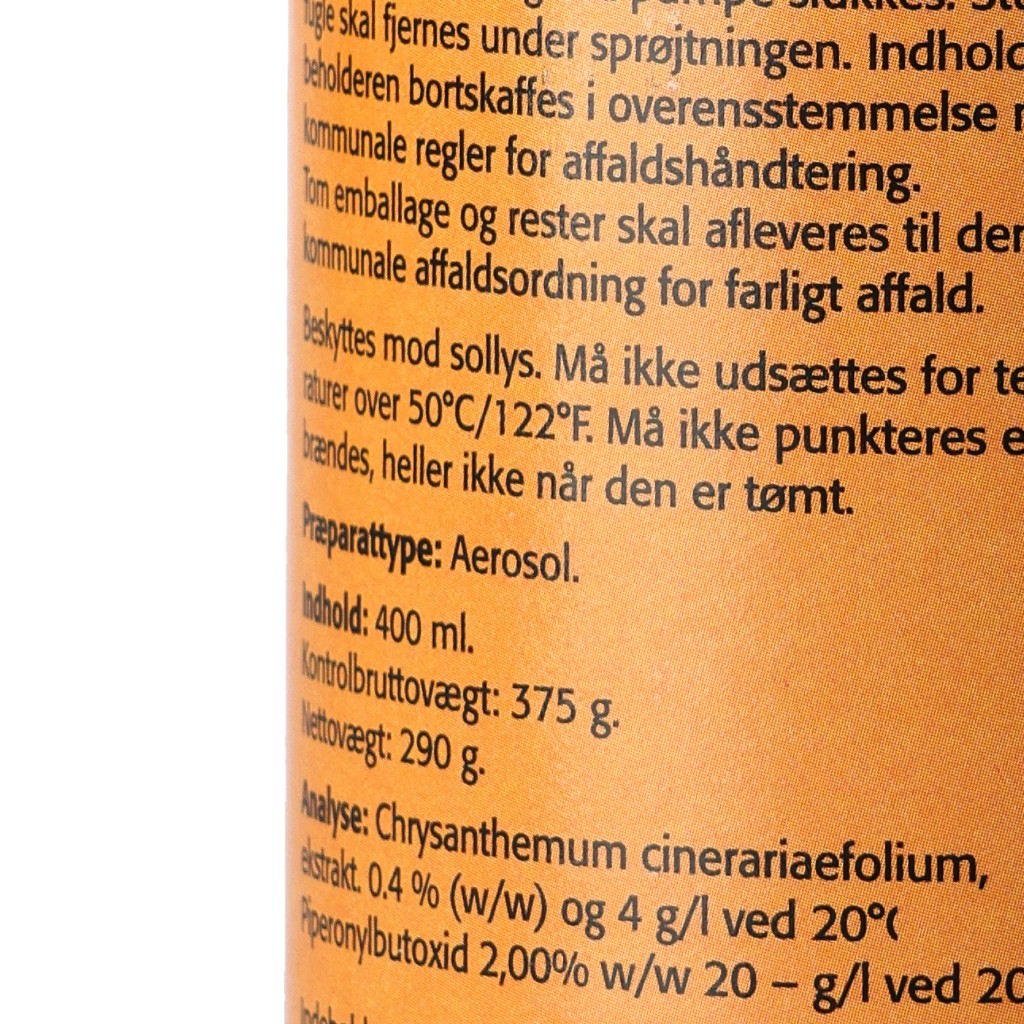 pumpe slukkes.
fugle skal fjernes under sprøjtningen. Indhold
beholderen bortskaffes i overensstemmelse
kommunale regler for affaldshåndtering.
Tom emballage og rester skal afleveres til den
kommunale affaldsordning for farligt affald.
Beskyttes mod sollys. Må ikke udsættes for te
raturer over 50°C/122°F. Må ikke punkteres e
brændes, heller ikke når den er tømt.
Præparattype: Aerosol.
Indhold: 400 ml.
Kontrolbruttovægt: 375 g.
Nettovægt: 290 g.
Analyse: Chrysanthemum cinerariaefolium,
ekstrakt. 0.4 % (w/w) og 4 g/l ved 20°C
Piperonylbutoxid 2,00% w/w 20 – g/l ved 20